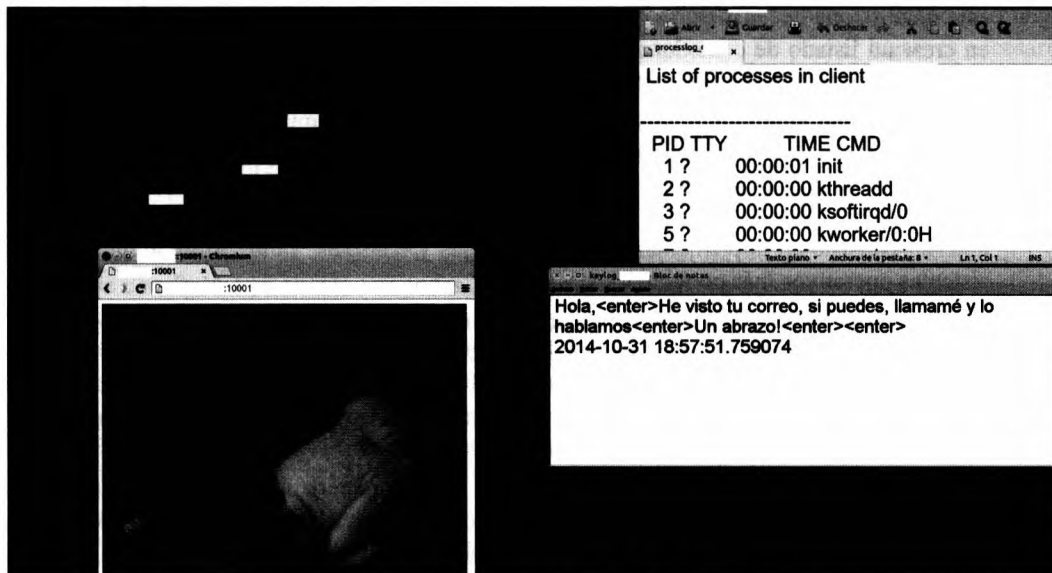 Abrir Guardar Deshacer
processlog_
List of processes in client
-------------------------------
PID TTY TIME CMD
1 ? 00:00:01 init
2 ? 00:00:00 kthreadd
3 ? 00:00:00 ksoftirqd/0
5 ? 00:00:00 kworker/0:0H
Texto plano Anchura de la pestaña: 8 Ln 1, Col 1 INS
:10001 - Chromium
:10001
:10001
keylog Bloc de notas
Hola,<enter>He visto tu correo, si puedes, llamamé y lo
hablamos<enter>Un abrazo!<enter><enter>
2014-10-31 18:57:51.759074